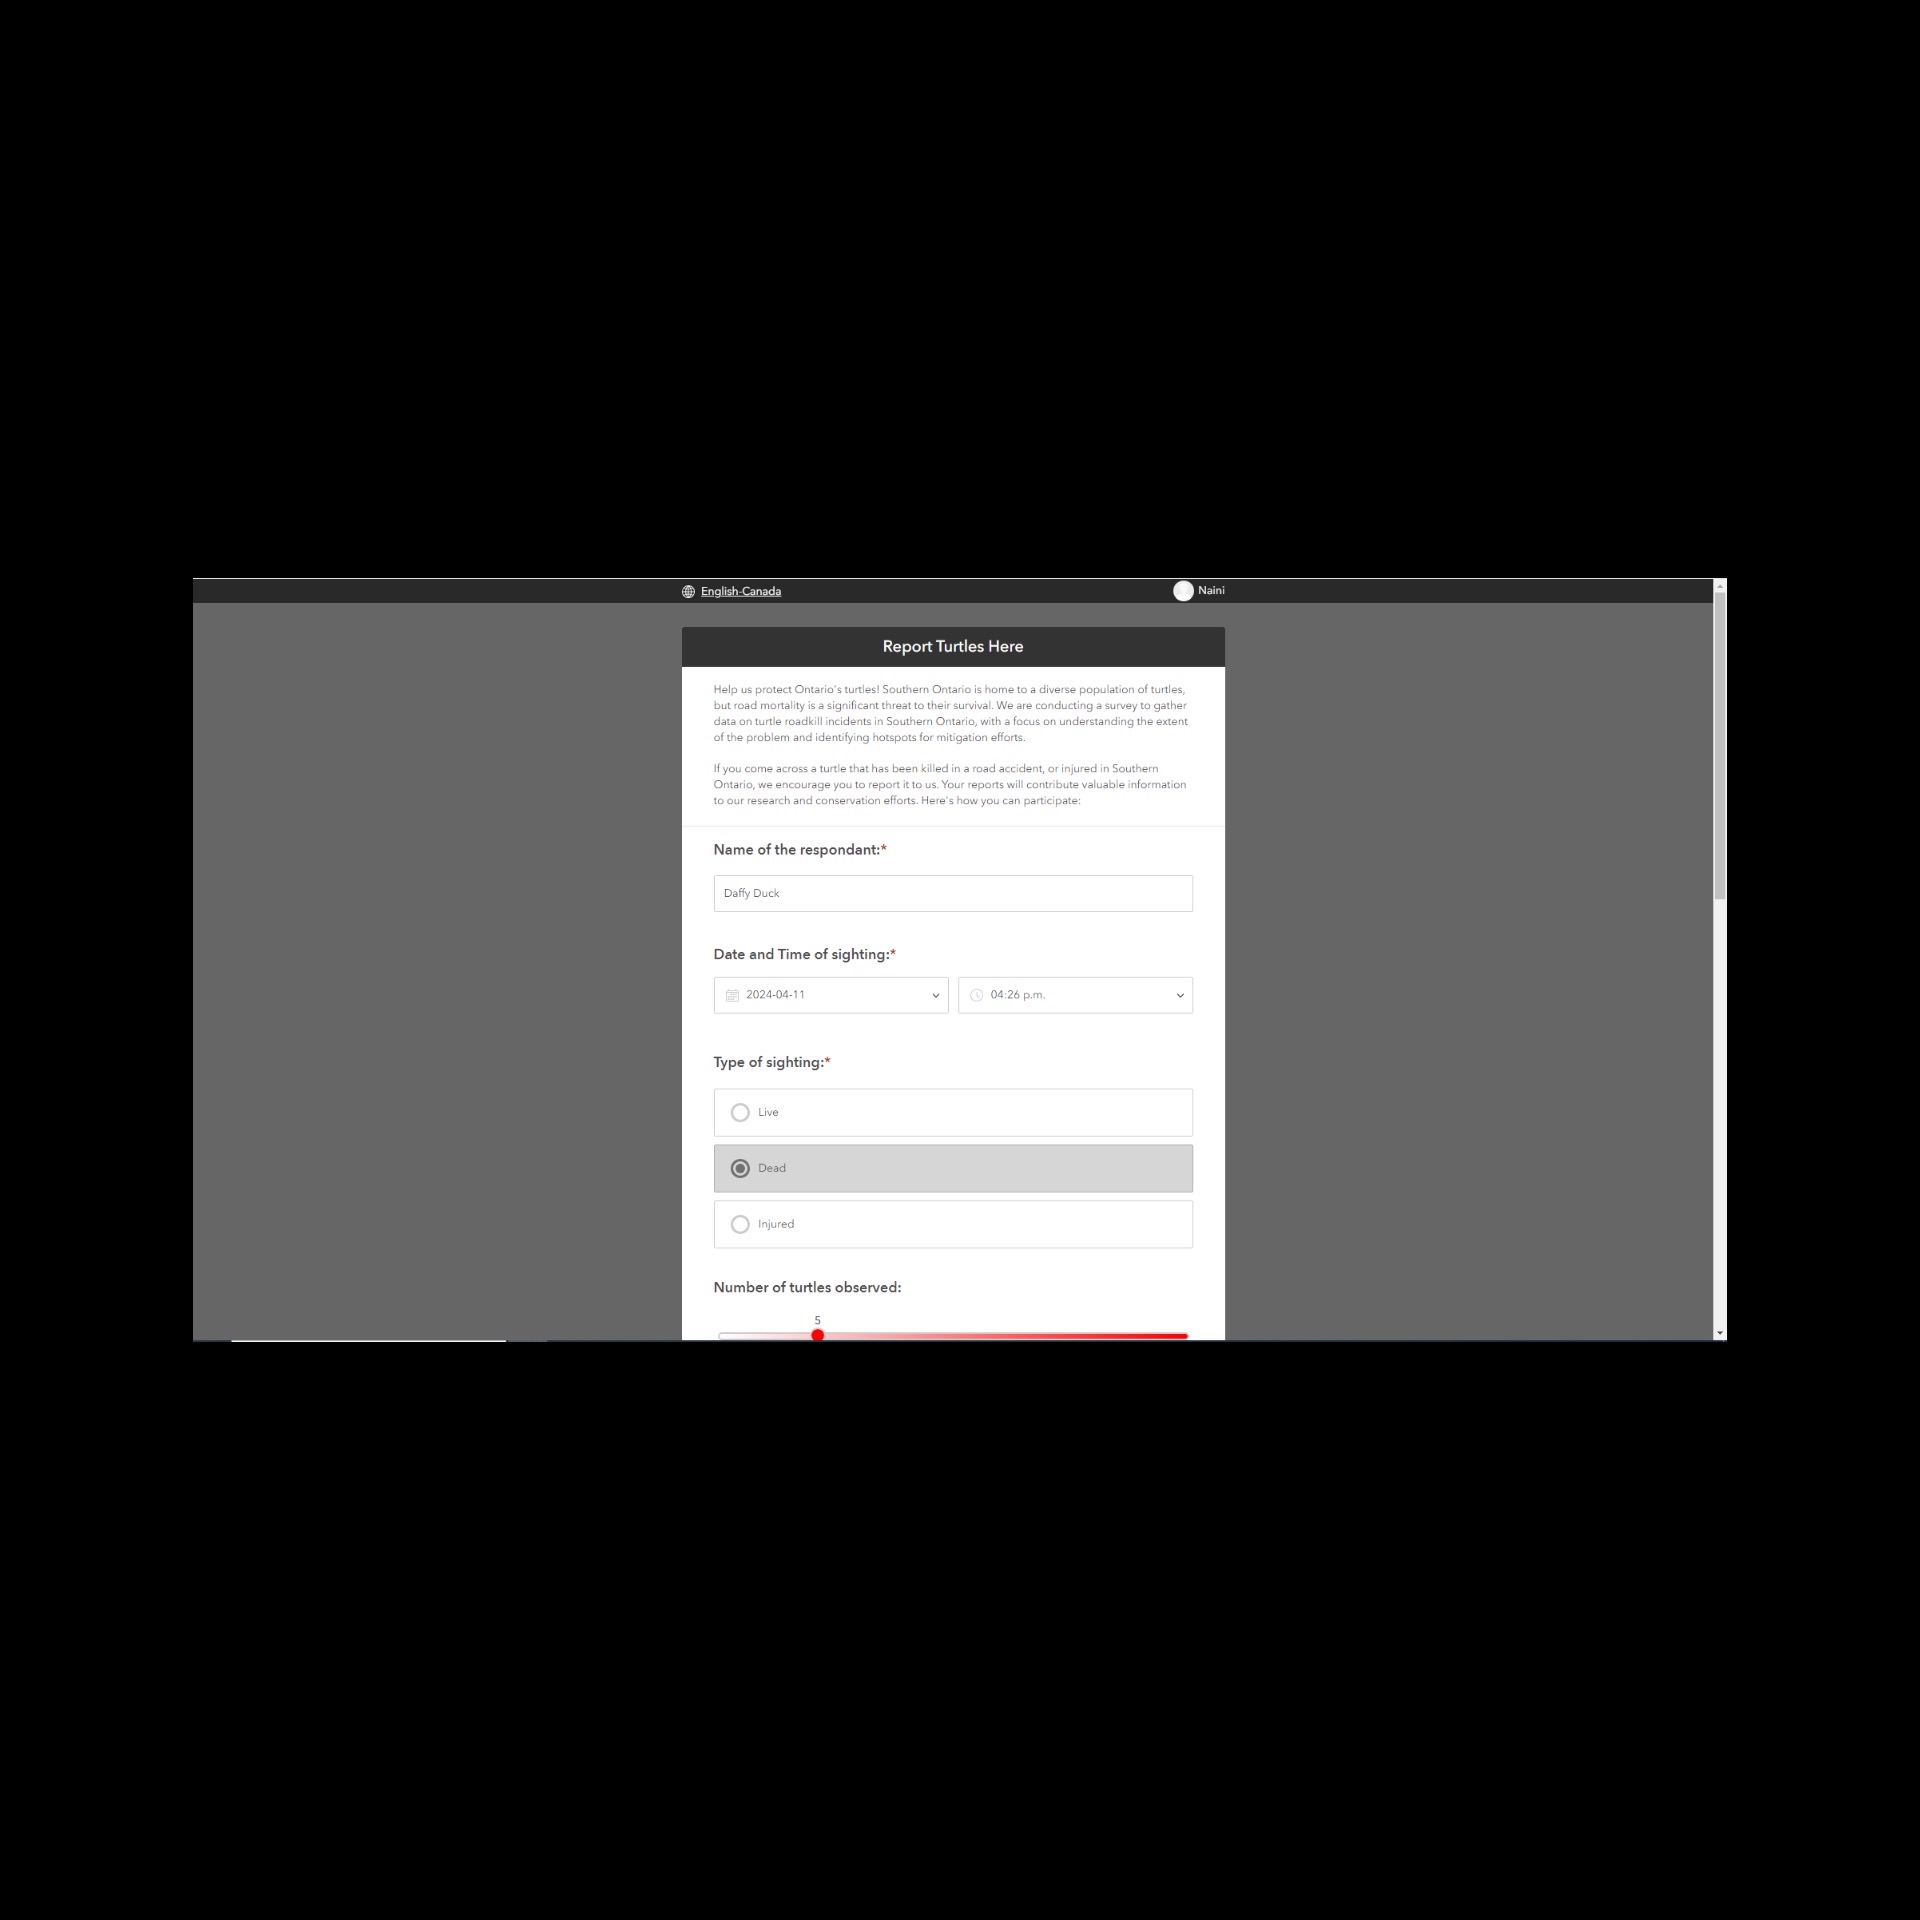 English-Canada
Naini
Report Turtles Here
Help us protect Ontario's turtles! Southern Ontario is home to a diverse population of turtles,
but road mortality is a significant threat to their survival. We are conducting a survey to gather
data on turtle roadkill incidents in Southern Ontario, with a focus on understanding the extent
of the problem and identifying hotspots for mitigation efforts.
If you come across a turtle that has been killed in a road accident, or injured in Southern
Ontario, we encourage you to report it to us. Your reports will contribute valuable information
to our research and conservation efforts. Here's how you can participate:
Name of the respondant:*
Daffy Duck
Date and Time of sighting:*
2024-04-11
04:26 p.m.
Type of sighting:*
Live
Dead
Injured
Number of turtles observed:
5